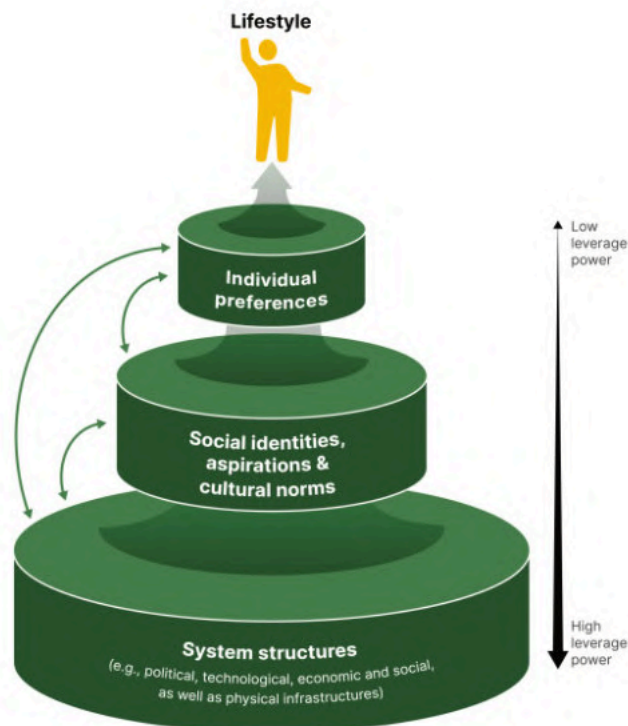 Lifestyle
Low
leverage
power
Individual
preferences
Social identities,
aspirations &
cultural norms
System structures
(e.g., political, technological, economic and social,
as well as physical infrastructures)
High
leverage
power